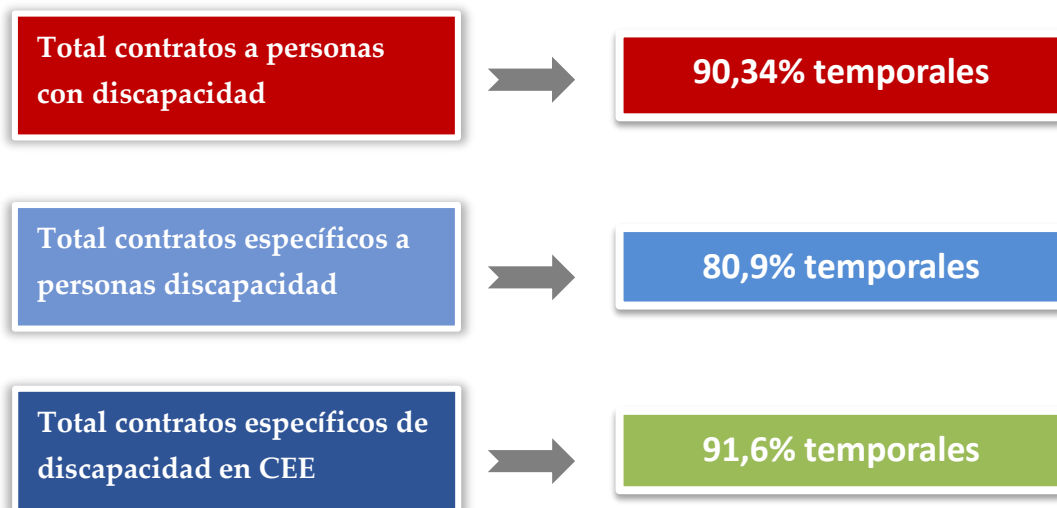 Total contratos a personas
con discapacidad
90,34% temporales
Total contratos específicos a
personas discapacidad
80,9% temporales
Total contratos específicos de
discapacidad en CEE
91,6% temporales